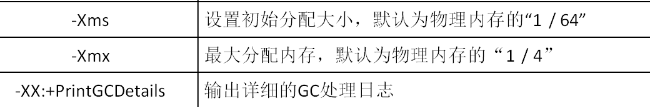 -Xms 设置初始分配大小，默认为物理内存的“1 / 64”
-Xmx 最大分配内存，默认为物理内存的 “1 / 4”
-XX:+PrintGCDetails 输出详细的GC处理日志